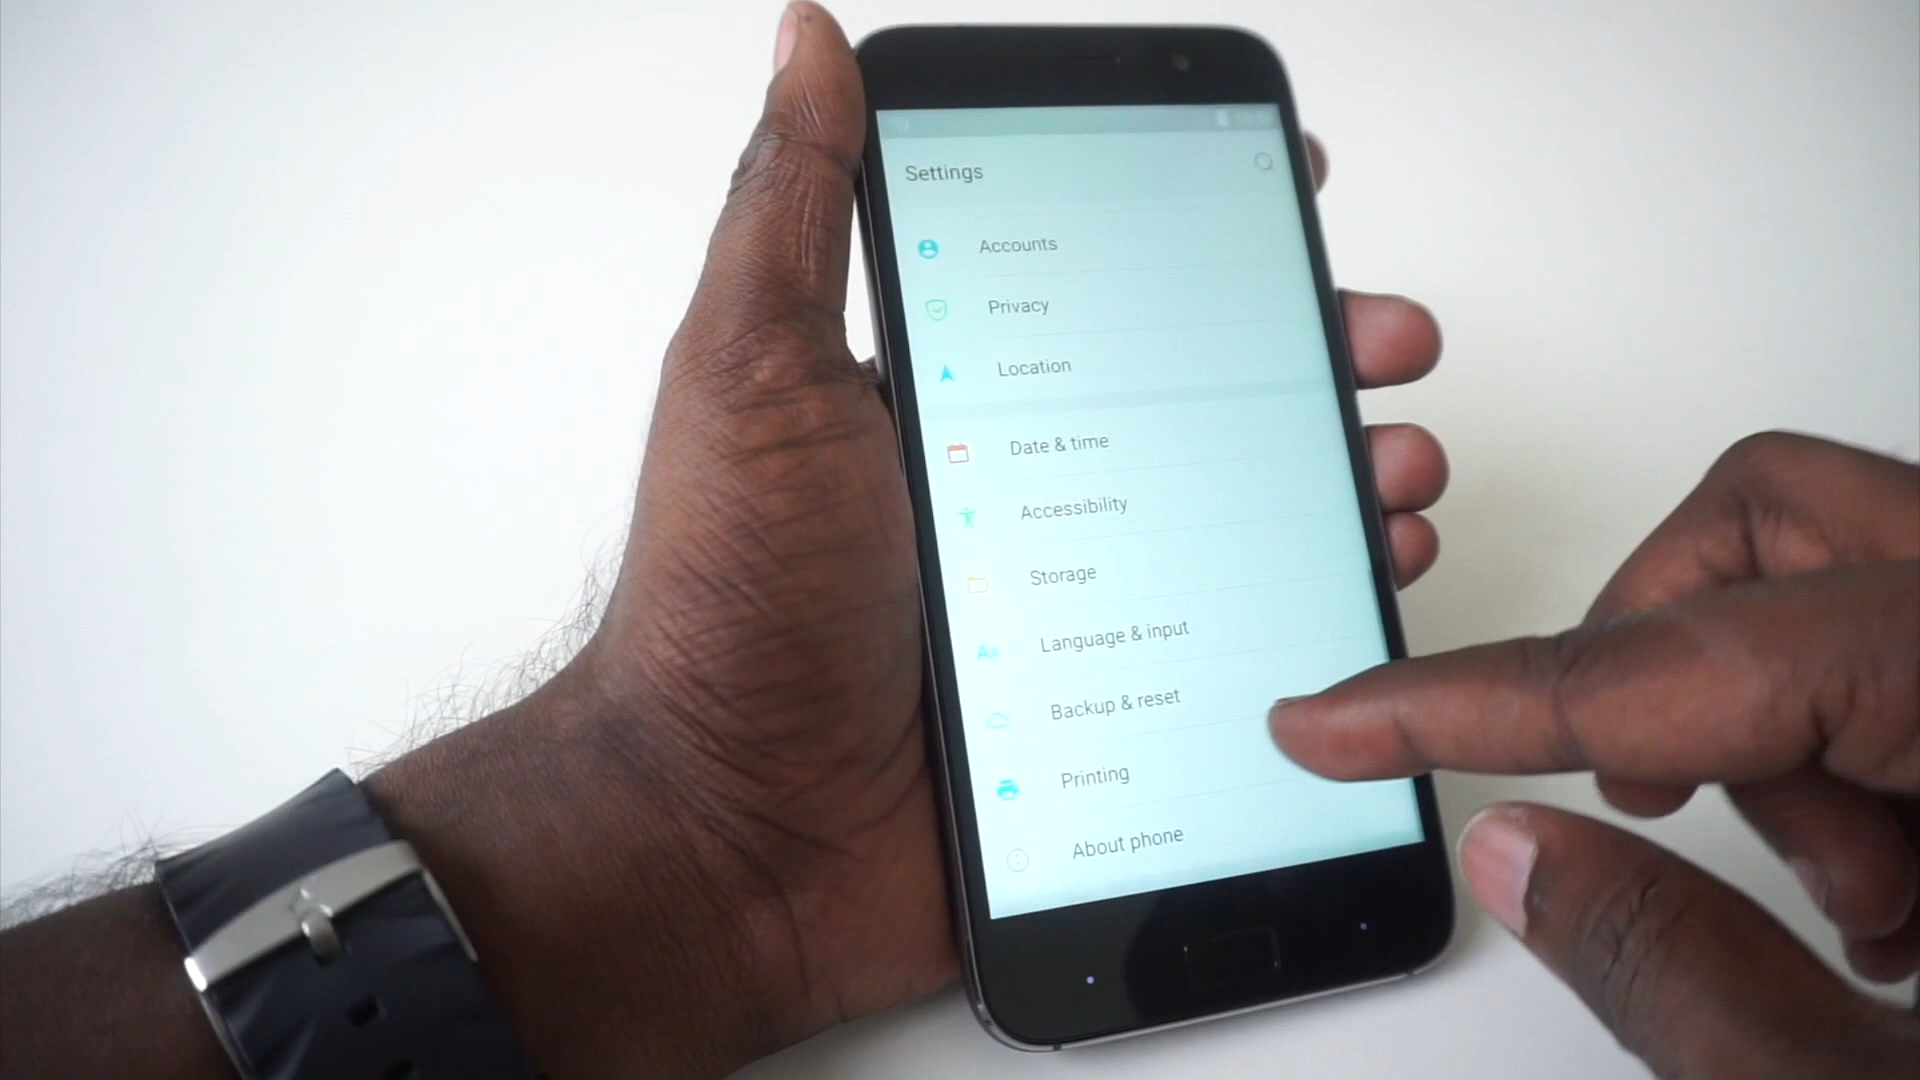 Settings
Accounts
Privacy
Location
Date & time
Accessibility
Storage
Language & input
Backup & reset
Printing
About phone